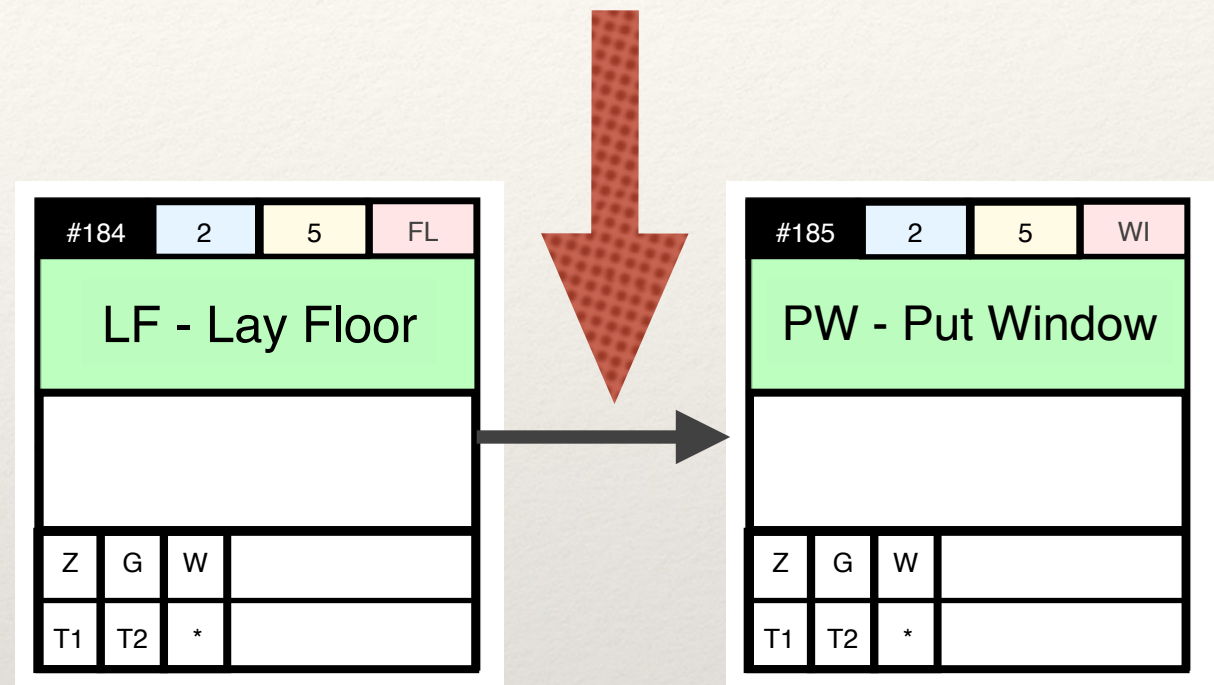 #184 2 5 FL
LF - Lay Floor
Z G W
T1 T2 *
#185 2 5 WI
PW - Put Window
Z G W
T1 T2 *